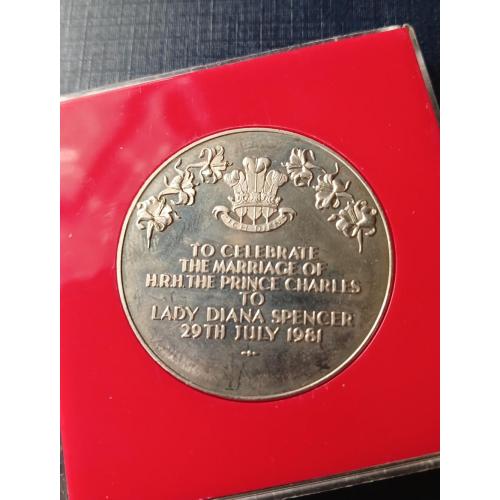 TO CELEBRATE
THE MARRIAGE OF
H.R.H. THE PRINCE CHARLES
TO
LADY DIANA SPENCER
29TH JULY 1981